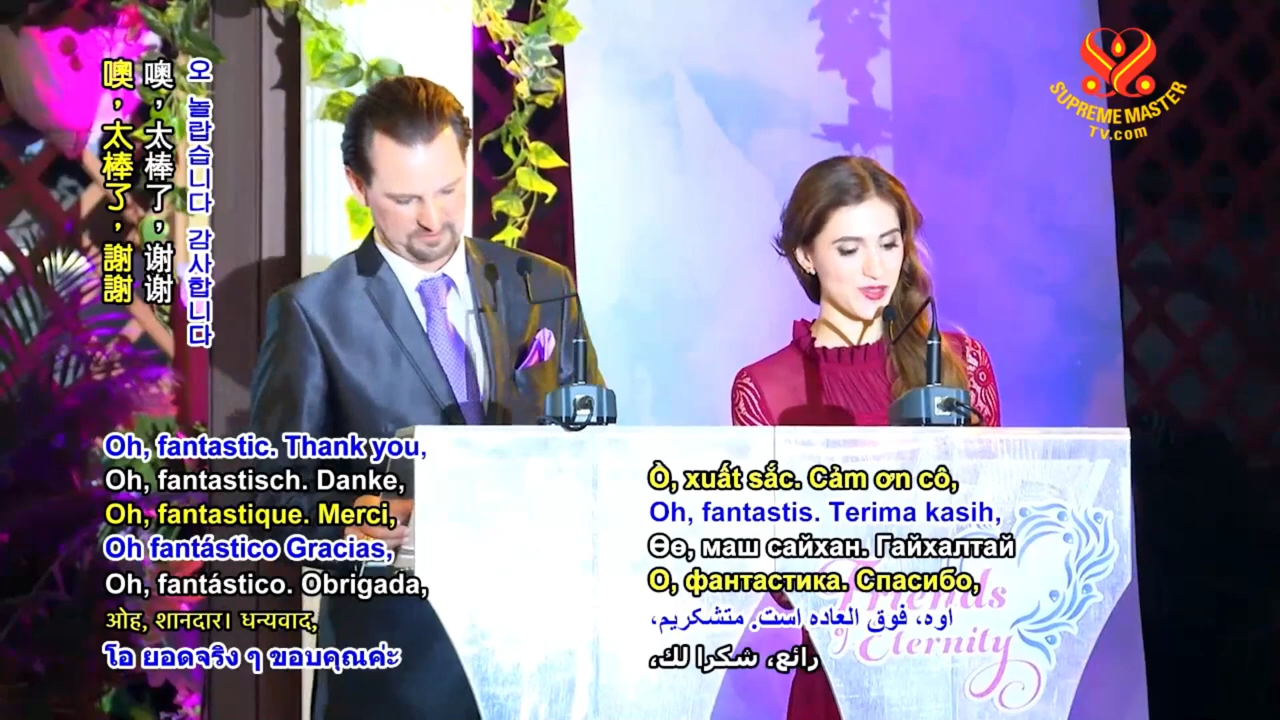 오 놀랍습니다 감사합니다
噢，太棒了，谢谢
噢，太棒了，謝謝
SUPREME MASTER
TV.com
Oh, fantastic. Thank you,
Oh, fantastisch. Danke,
Oh, fantastique. Merci,
Oh fantástico Gracias,
Oh, fantástico. Obrigada,
ओह, शानदार। धन्यवाद,
โอ ยอดจริง ๆ ขอบคุณค่ะ
Ò, xuất sắc. Cảm ơn cô,
Oh, fantastis. Terima kasih,
Өө, маш сайхан. Гайхалтай
О, фантастика. Спасибо,
اوه، فوق العاده است. متشکریم،
رائع، شكرا لك،
Friends
of Eternity